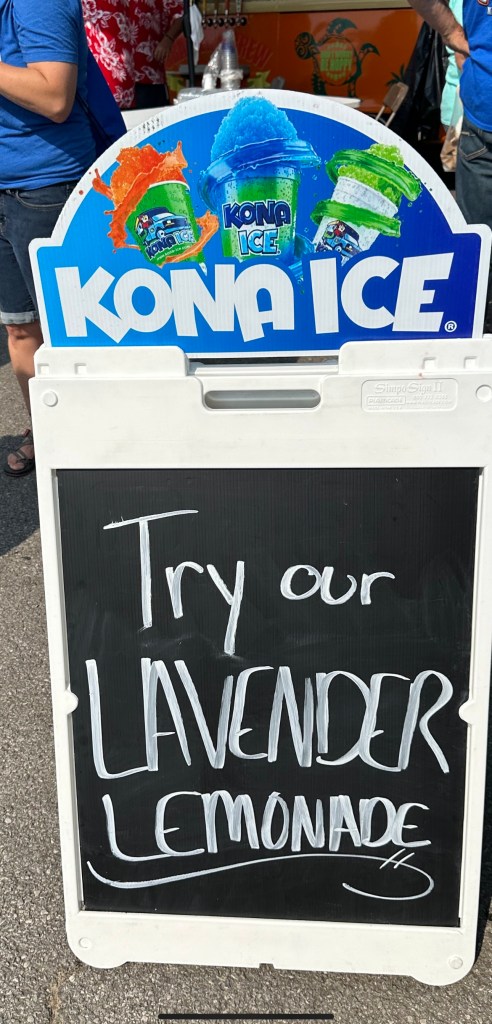 KONA ICE
KONA
ICE
KONA ICE®
Try our
LAVENDER
LEMONADE